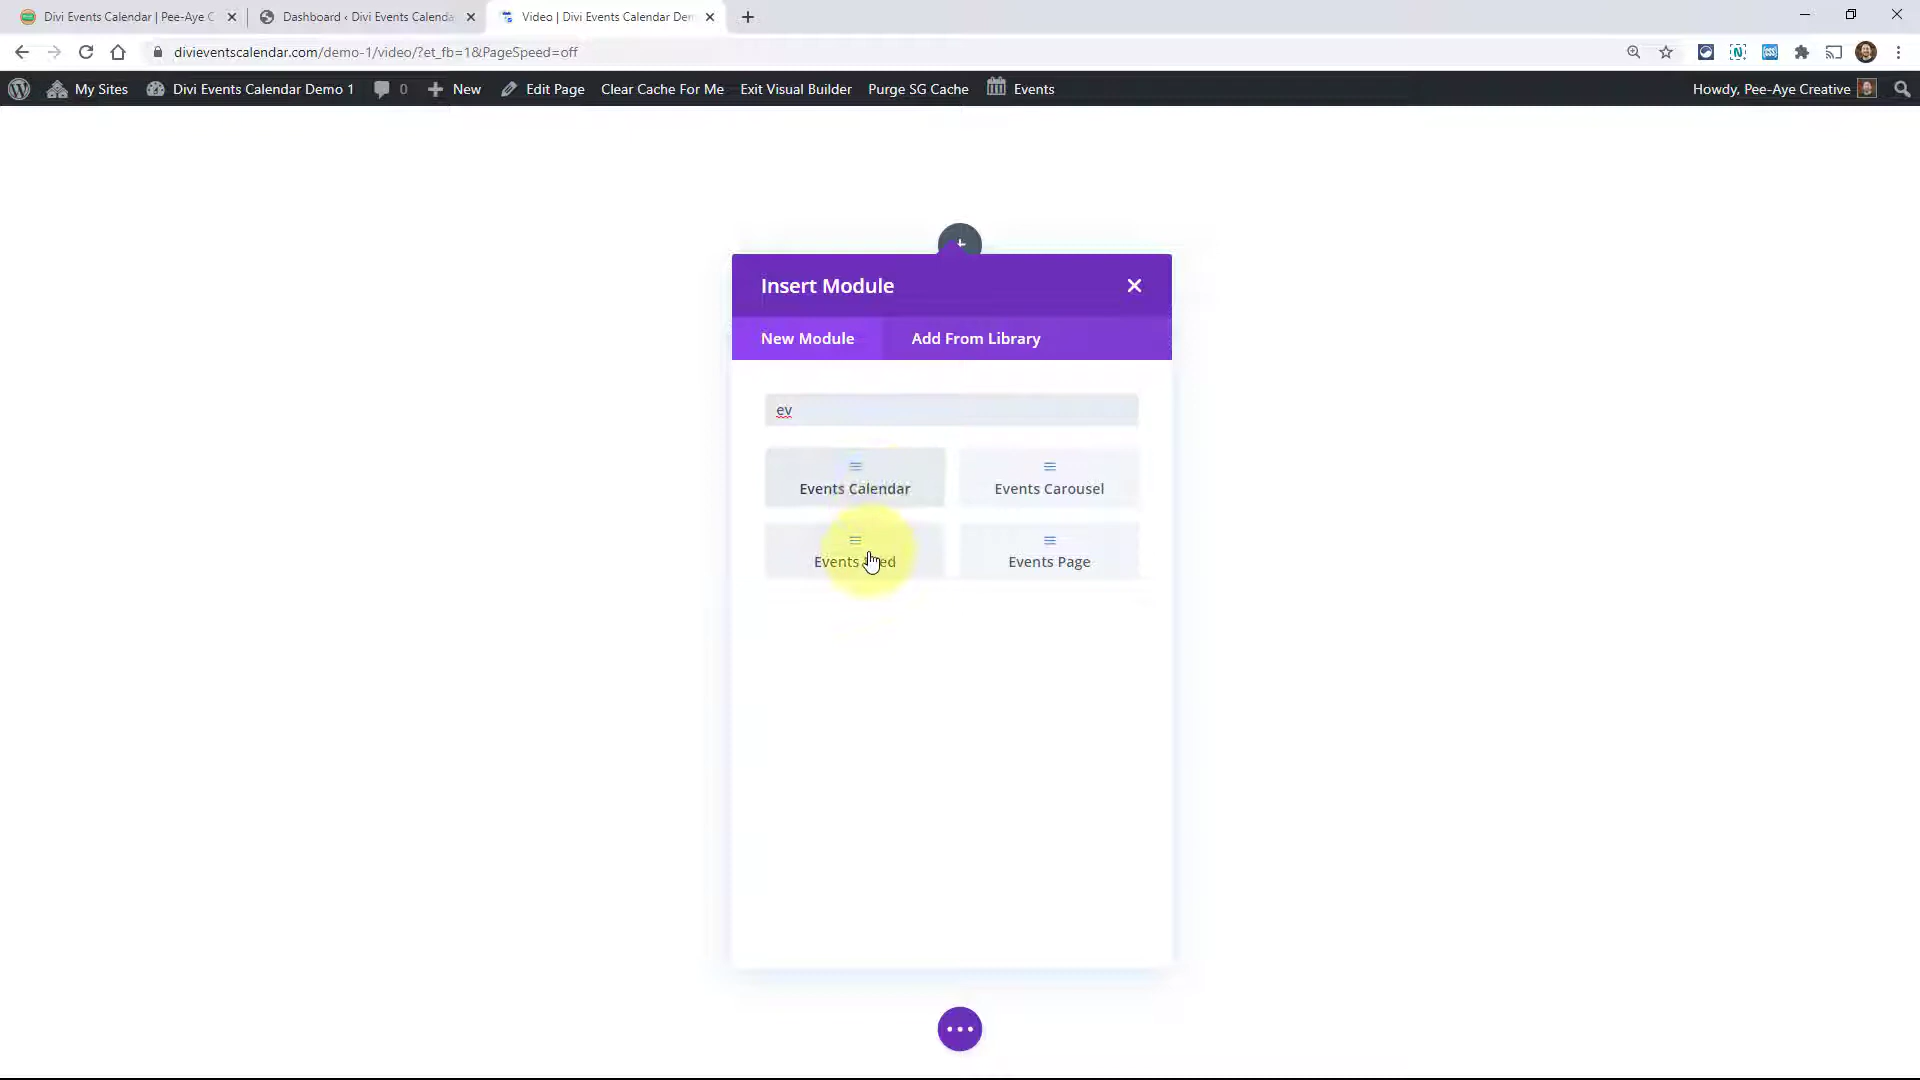 Divi Events Calendar | Pee-Aye C
Dashboard ‹ Divi Events Calenda
Video | Divi Events Calendar Den
divieventscalendar.com/demo-1/video/?et_fb=1&PageSpeed=off
My Sites
Divi Events Calendar Demo 1
0
New
Edit Page
Clear Cache For Me
Exit Visual Builder
Purge SG Cache
Events
Howdy, Pee-Aye Creative
Insert Module
New Module
Add From Library
ev
Events Calendar
Events Carousel
Events
Events Page